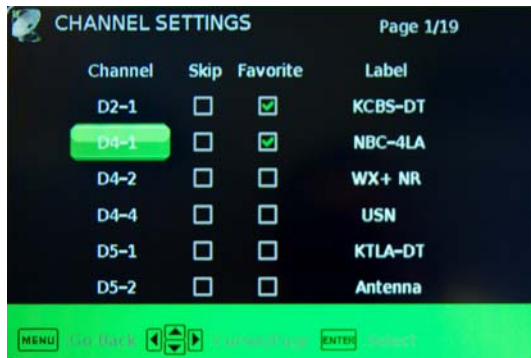 CHANNEL SETTINGS Page 1/19
Channel Skip Favorite Label
D2-1 KCBS-DT
D4-1 NBC-4LA
D4-2 WX+ NR
D4-4 USN
D5-1 KTLA-DT
D5-2 Antenna
MENU Go Back ENTER Select